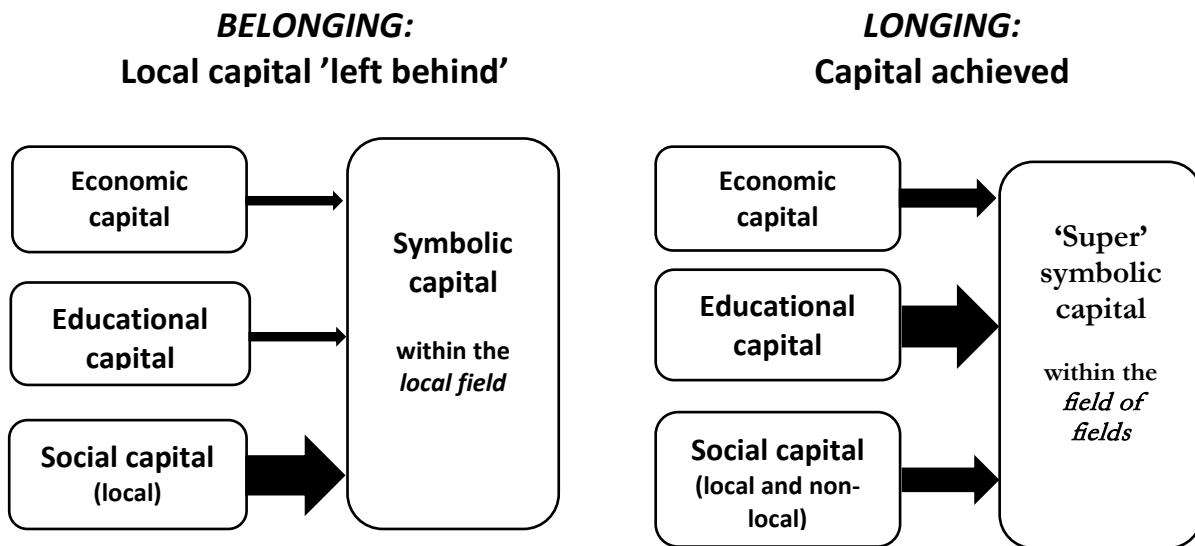 BELONGING:
Local capital ’left behind’
Economic
capital
Educational
capital
Social capital
(local)
Symbolic
capital
within the
local field
LONGING:
Capital achieved
Economic
capital
Educational
capital
Social capital
(local and non-
local)
‘Super’
symbolic
capital
within the
field of
fields